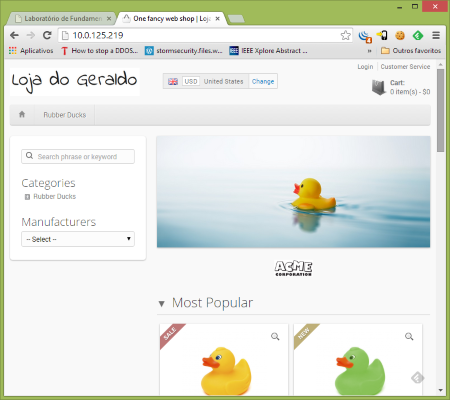 Laboratório de Fundamen
One fancy web shop | Loja
10.0.125.219
Aplicativos
How to stop a DDOS...
stormsecurity.files.w...
IEEE Xplore Abstract ...
»
Outros favoritos
Login
Customer Service
Loja do Geraldo
USD
United States
Change
Cart:
0 item(s) - $0
Rubber Ducks
Search phrase or keyword
Categories
Rubber Ducks
Manufacturers
-- Select --
ACME
CORPORATION
Most Popular
SALE
NEW